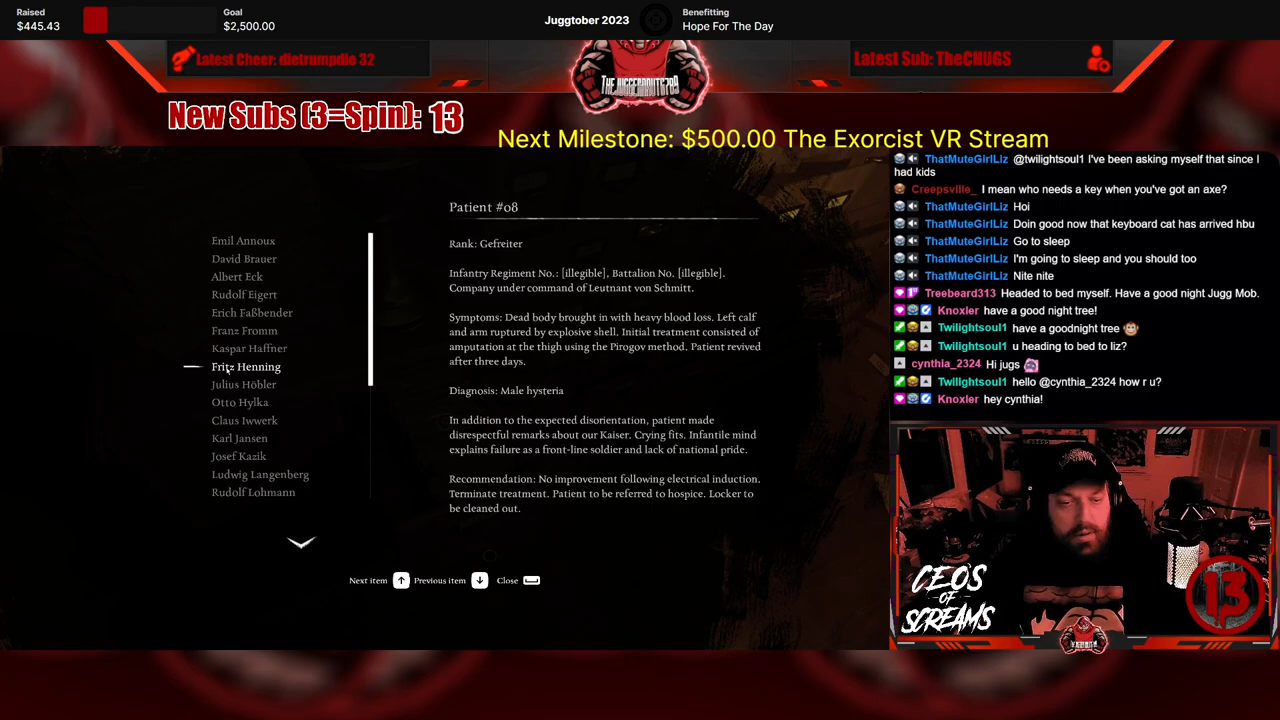 Raised
$445.43
Goal
$2,500.00
Juggtober 2023
Benefitting
Hope For The Day
Latest Cheer: dietrumpdie 32
THEJUGGERNAUT6789
Latest Sub: TheCHUGS
New Subs (3=Spin): 13
Next Milestone: $500.00 The Exorcist VR Stream
Patient #08
Rank: Gefreiter
Infantry Regiment No.: [illegible], Battalion No. [illegible].
Company under command of Leutnant von Schmitt.
Symptoms: Dead body brought in with heavy blood loss. Left calf
and arm ruptured by explosive shell. Initial treatment consisted of
amputation at the thigh using the Pirogov method. Patient revived
after three days.
Diagnosis: Male hysteria
In addition to the expected disorientation, patient made
disrespectful remarks about our Kaiser. Crying fits. Infantile mind
explains failure as a front-line soldier and lack of national pride.
Recommendation: No improvement following electrical induction.
Terminate treatment. Patient to be referred to hospice. Locker to
be cleaned out.
Emil Annoux
David Brauer
Albert Eck
Rudolf Eigert
Erich Faßbender
Franz Fromm
Kaspar Haffner
Fritz Henning
Julius Höbler
Otto Hylka
Claus Iwwerk
Karl Jansen
Josef Kazik
Ludwig Langenberg
Rudolf Lohmann
Next item Previous item Close
ThatMuteGirlLiz @twilightsoul1 I've been asking myself that since I
had kids
Creepsville_ I mean who needs a key when you've got an axe?
ThatMuteGirlLiz Hoi
ThatMuteGirlLiz Doin good now that keyboard cat has arrived hbu
ThatMuteGirlLiz Go to sleep
ThatMuteGirlLiz I'm going to sleep and you should too
ThatMuteGirlLiz Nite nite
Treebeard313 Headed to bed myself. Have a good night Jugg Mob.
Knoxler have a good night tree!
Twilightsoul1 have a goodnight tree
Twilightsoul1 u heading to bed to liz?
cynthia_2324 Hi jugs
Twilightsoul1 hello @cynthia_2324 how r u?
Knoxler hey cynthia!
CEOS
OF
SCREAMS
13